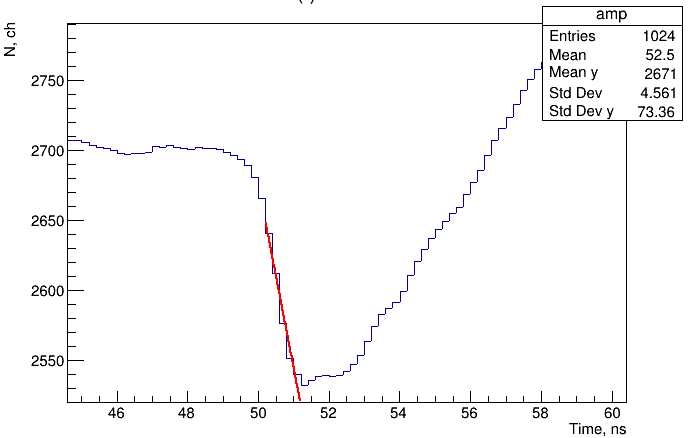 amp
Entries 1024
Mean 52.5
Mean y 2671
Std Dev 4.561
Std Dev y 73.36
N, ch
2750
2700
2650
2600
2550
46 48 50 52 54 56 58 60
Time, ns